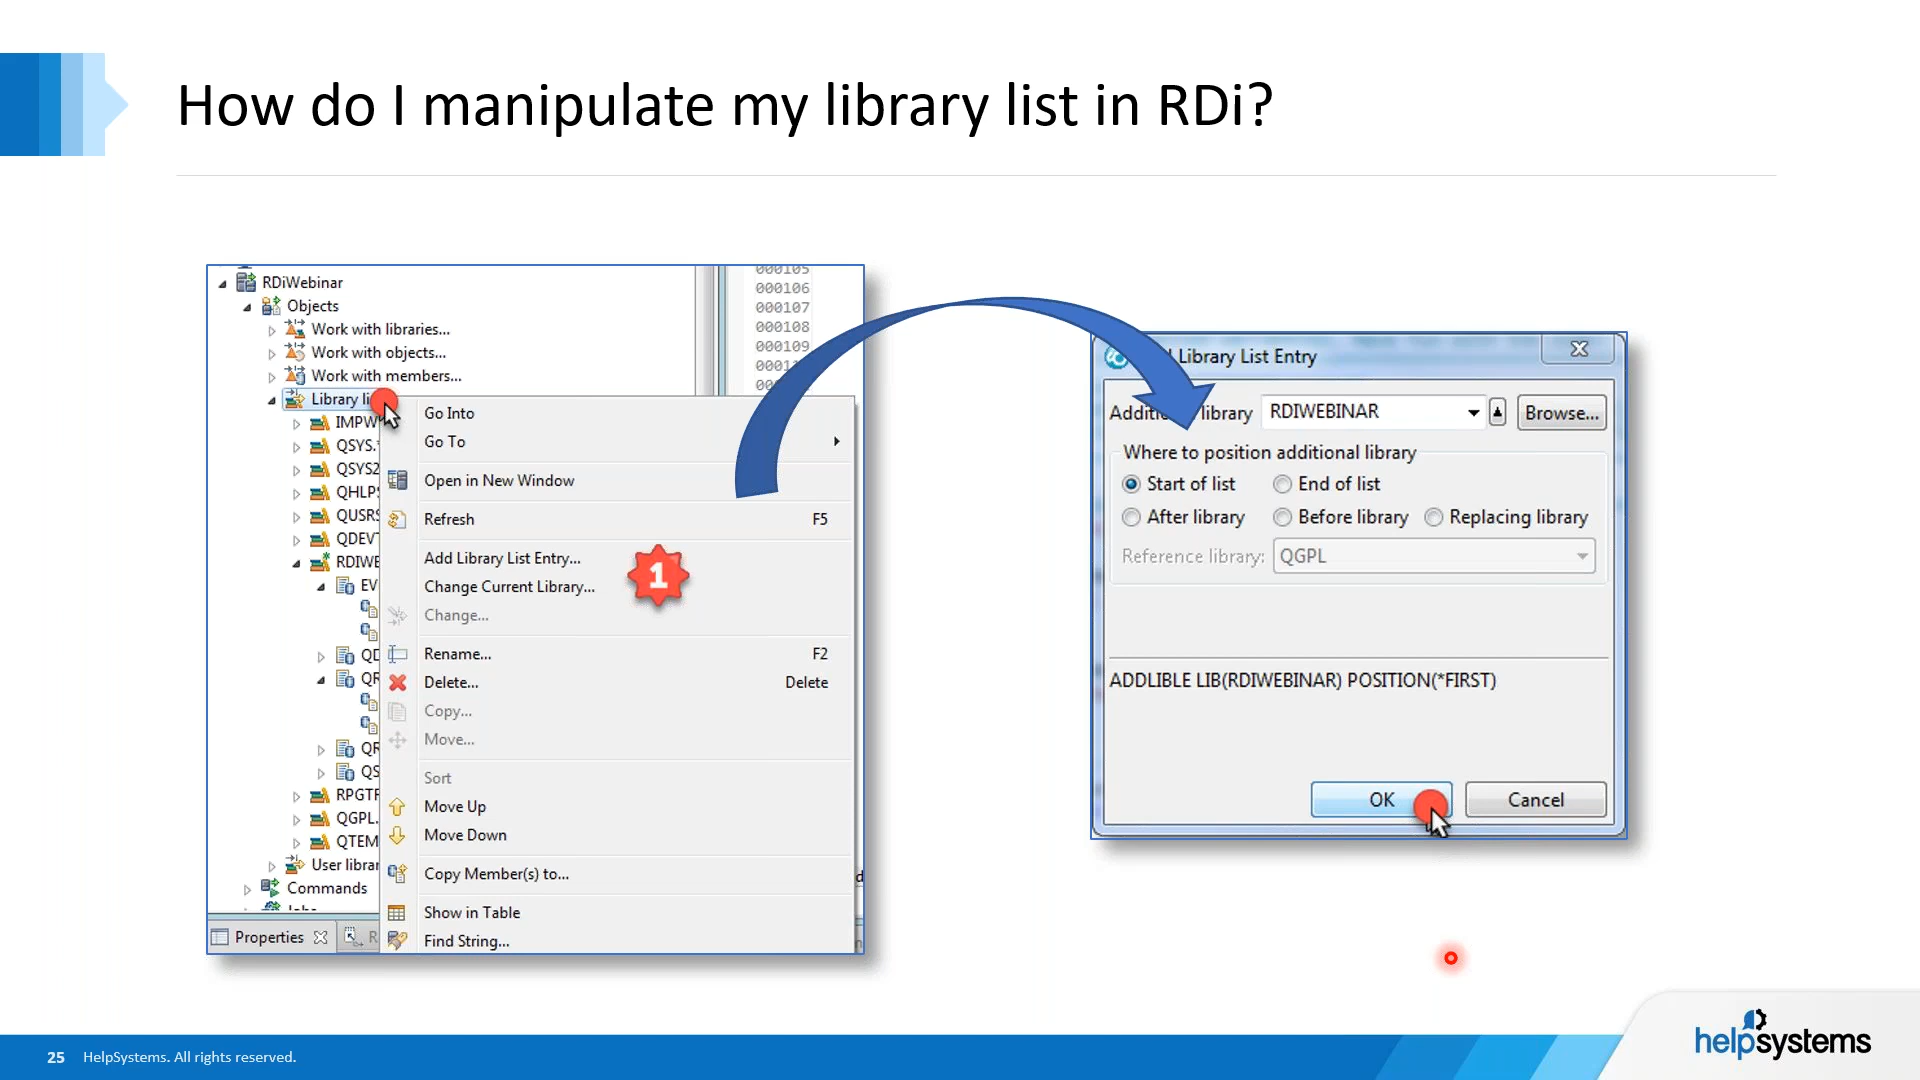 How do I manipulate my library list in RDi?
RDiWebinar
Objects
Work with libraries...
Work with objects...
Work with members...
Library
IMPW
QSYS.
QSYS2
QHLPS
QUSRS
QDEVT
RDIWE
EV
QD
QR
QR
QS
RPGTF
QGPL.
QTEM
User librar
Commands
Properties
R
000105
000106
000107
000108
000109
Go Into
Go To
Open in New Window
Refresh F5
Add Library List Entry...
Change Current Library...
1
Change...
Rename... F2
Delete... Delete
Copy...
Move...
Sort
Move Up
Move Down
Copy Member(s) to...
Show in Table
Find String...
Library List Entry
library RDIWEBINAR Browse...
Where to position additional library
Start of list End of list
After library Before library Replacing library
Reference library: QGPL
ADDLIBLE LIB(RDIWEBINAR) POSITION(*FIRST)
OK Cancel
25 HelpSystems. All rights reserved.
helpsystems